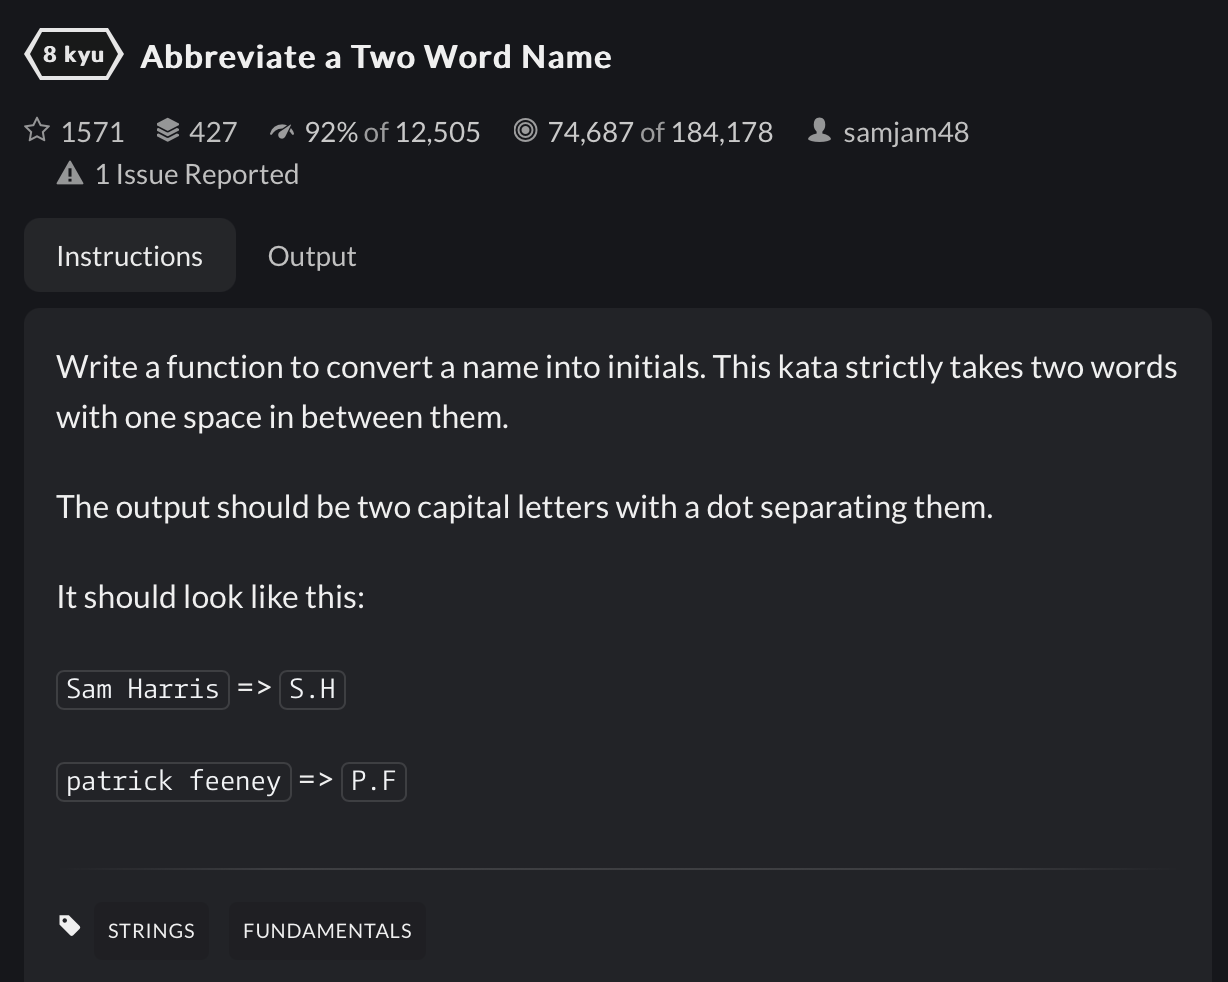 8 kyu Abbreviate a Two Word Name
1571 427 92% of 12,505 74,687 of 184,178 samjam48
1 Issue Reported
Instructions Output
Write a function to convert a name into initials. This kata strictly takes two words
with one space in between them.
The output should be two capital letters with a dot separating them.
It should look like this:
Sam Harris => S.H
patrick feeney => P.F
STRINGS FUNDAMENTALS